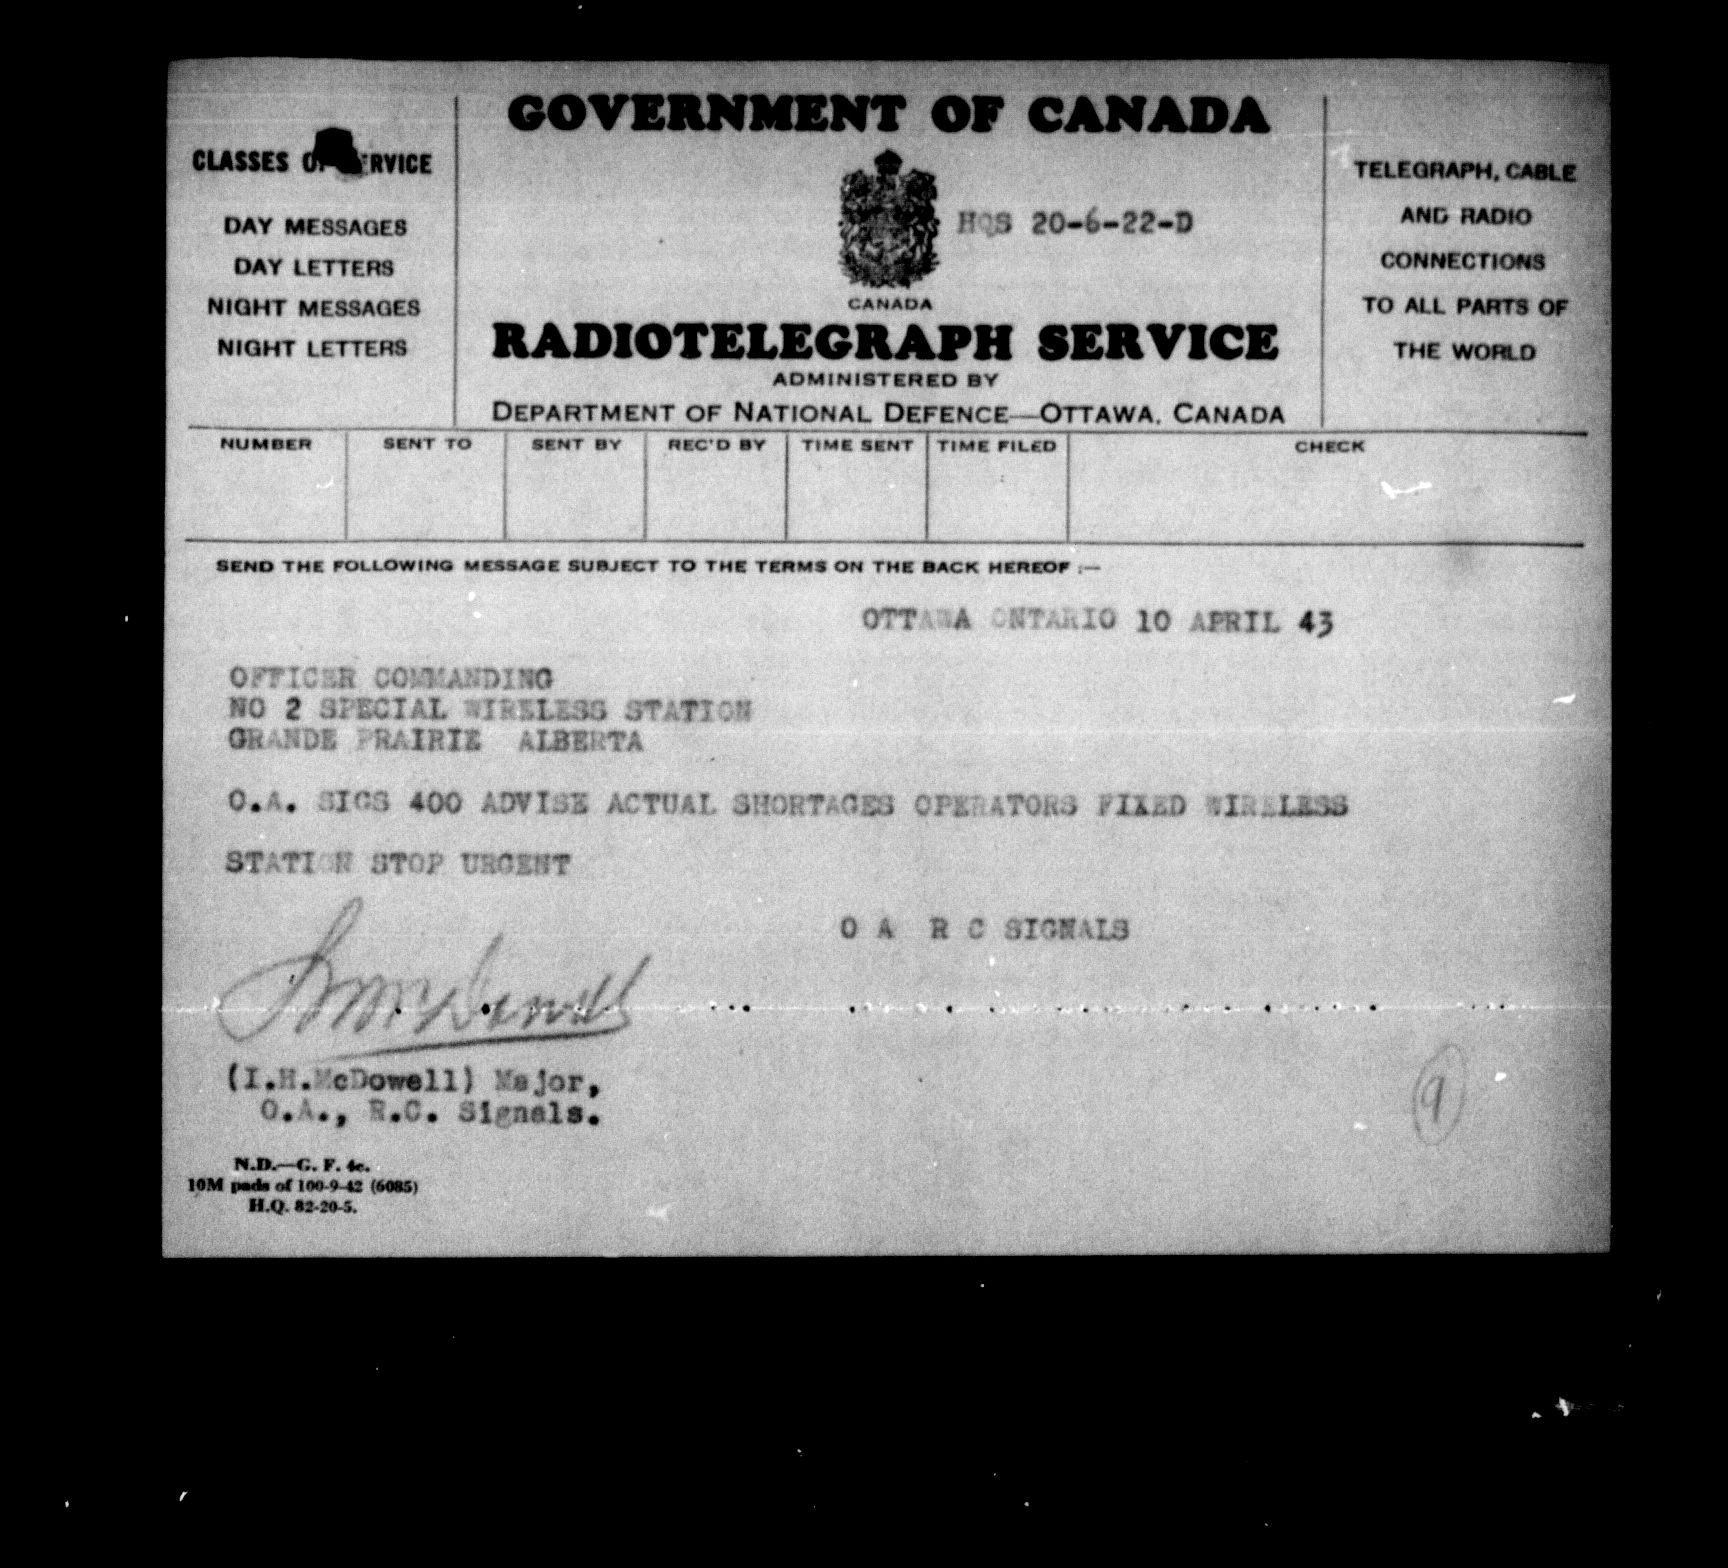 GOVERNMENT OF CANADA
CLASSES OF SERVICE
DAY MESSAGES
DAY LETTERS
NIGHT MESSAGES
NIGHT LETTERS
HQS 20-6-22-D
CANADA
RADIOTELEGRAPH SERVICE
ADMINISTERED BY
DEPARTMENT OF NATIONAL DEFENCE—OTTAWA, CANADA
TELEGRAPH, CABLE
AND RADIO
CONNECTIONS
TO ALL PARTS OF
THE WORLD
NUMBER SENT TO SENT BY REC'D BY TIME SENT TIME FILED CHECK
SEND THE FOLLOWING MESSAGE SUBJECT TO THE TERMS ON THE BACK HEREOF :—
OTTAWA ONTARIO 10 APRIL 43
OFFICER COMMANDING
NO 2 SPECIAL WIRELESS STATION
GRANDE PRAIRIE ALBERTA
O.A. SIGS 400 ADVISE ACTUAL SHORTAGES OPERATORS FIXED WIRELESS
STATION STOP URGENT
O A R C SIGNALS
IHMcDowell
(I.H.McDowell) Major,
O.A., R.C. Signals.
9
N.D.—G. F. 4c.
10M pads of 100-9-42 (6085)
H.Q. 82-20-5.